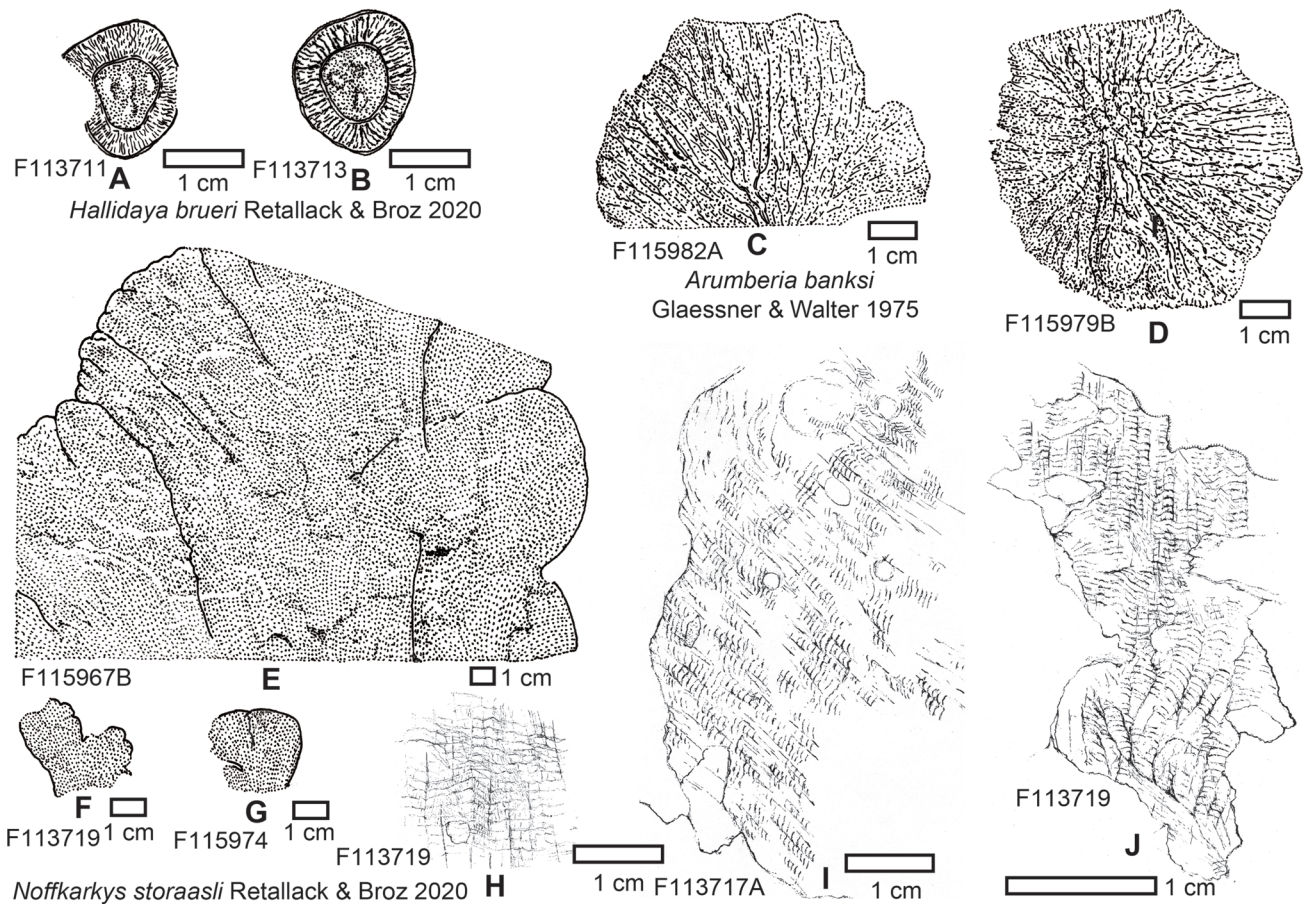 F113711 A 1 cm
F113713 B 1 cm
Hallidaya brueri Retallack & Broz 2020
F115982A C 1 cm
Arumberia banksi
Glaessner & Walter 1975
F115979B D 1 cm
F115967B E 1 cm
F113719 F 1 cm
F115974 G 1 cm
F113719 H 1 cm
Noffkarkys storaasli Retallack & Broz 2020
F113717A I 1 cm
F113719 J 1 cm